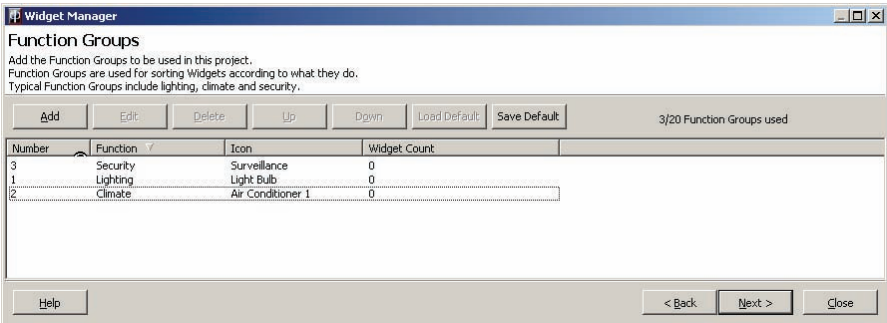 Widget Manager
Function Groups
Add the Function Groups to be used in this project.
Function Groups are used for sorting Widgets according to what they do.
Typical Function Groups include lighting, climate and security.
Add Edit Delete Up Down Load Default Save Default 3/20 Function Groups used
Number Function Icon Widget Count
3 Security Surveillance 0
1 Lighting Light Bulb 0
2 Climate Air Conditioner 1 0
Help < Back Next > Close